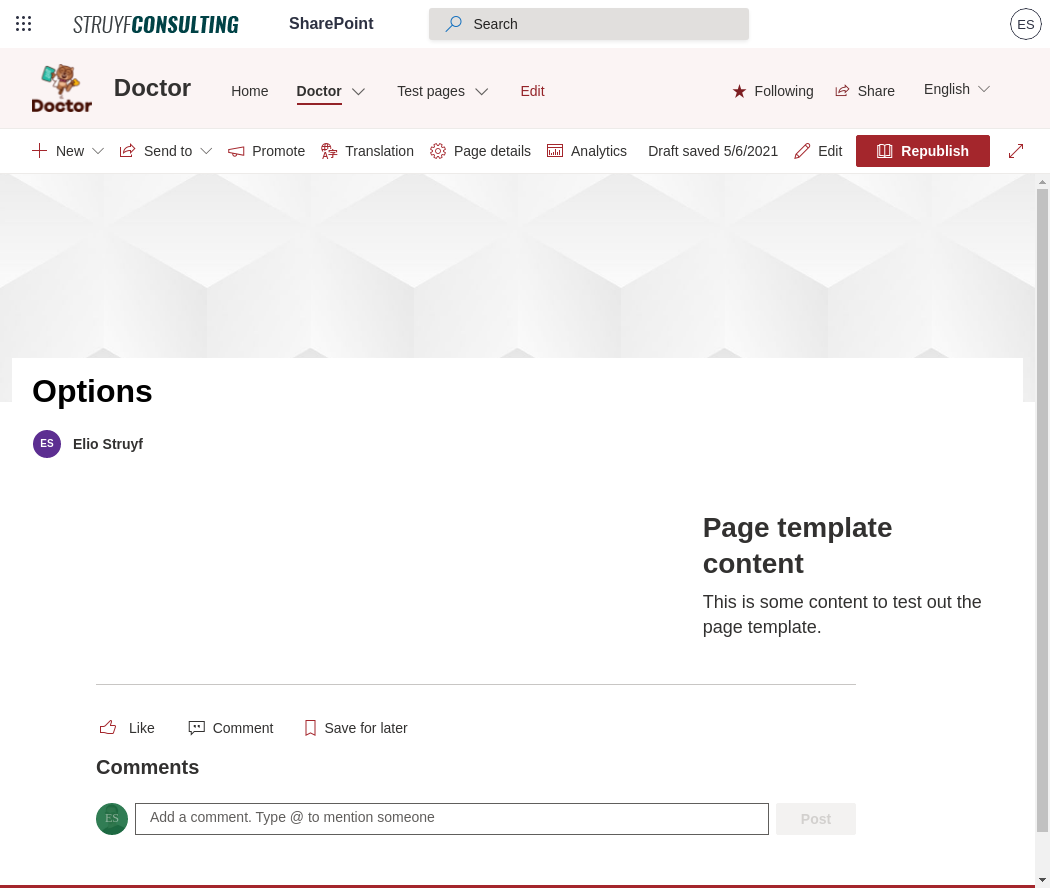 STRUYFCONSULTING
SharePoint
Search
ES
Doctor
Doctor
Home
Doctor
Test pages
Edit
Following
Share
English
New
Send to
Promote
Translation
Page details
Analytics
Draft saved 5/6/2021
Edit
Republish
Options
ES
Elio Struyf
Page template
content
This is some content to test out the
page template.
Like
Comment
Save for later
Comments
ES
Add a comment. Type @ to mention someone
Post